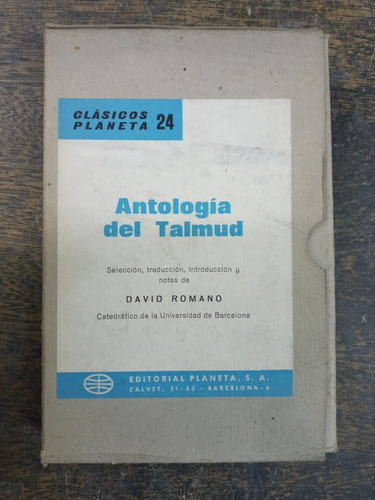 CLÁSICOS
PLANETA 24
Antología
del Talmud
Selección, traducción, introducción y
notas de
DAVID ROMANO
Catedrático de la Universidad de Barcelona
EDITORIAL PLANETA, S. A.
CALVET, 51-53 - BARCELONA-6